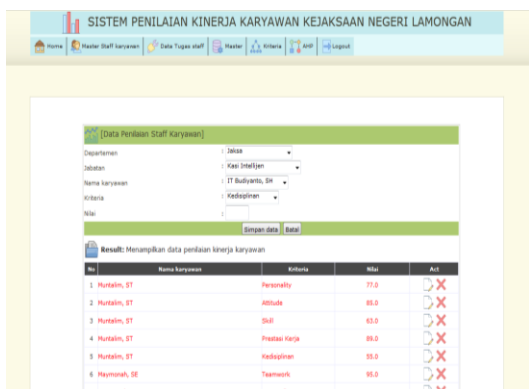 SISTEM PENILAIAN KINERJA KARYAWAN KEJAKSAAN NEGERI LAMONGAN
Home Master Staff karyawan Data Tugas staff Master Kriteria AHP Logout
[Data Penilaian Staff Karyawan]
Departemen : Jaksa
Jabatan : Kasi Intellijen
Nama karyawan : IT Budiyanto, SH
Kriteria : Kedisiplinan
Nilai :
Simpan data Batal
Result: Menampilkan data penilaian kinerja karyawan
No Nama karyawan Kriteria Nilai Act
1 Muntalim, ST Personality 77.0
2 Muntalim, ST Attitude 85.0
3 Muntalim, ST Skill 63.0
4 Muntalim, ST Prestasi Kerja 89.0
5 Muntalim, ST Kedisiplinan 55.0
6 Maymonah, SE Teamwork 95.0